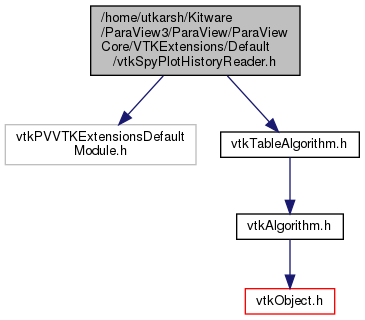 /home/utkarsh/Kitware
/ParaView3/ParaView/ParaView
Core/VTKExtensions/Default
/vtkSpyPlotHistoryReader.h
vtkPVVTKExtensionsDefault
Module.h
vtkTableAlgorithm.h
vtkAlgorithm.h
vtkObject.h